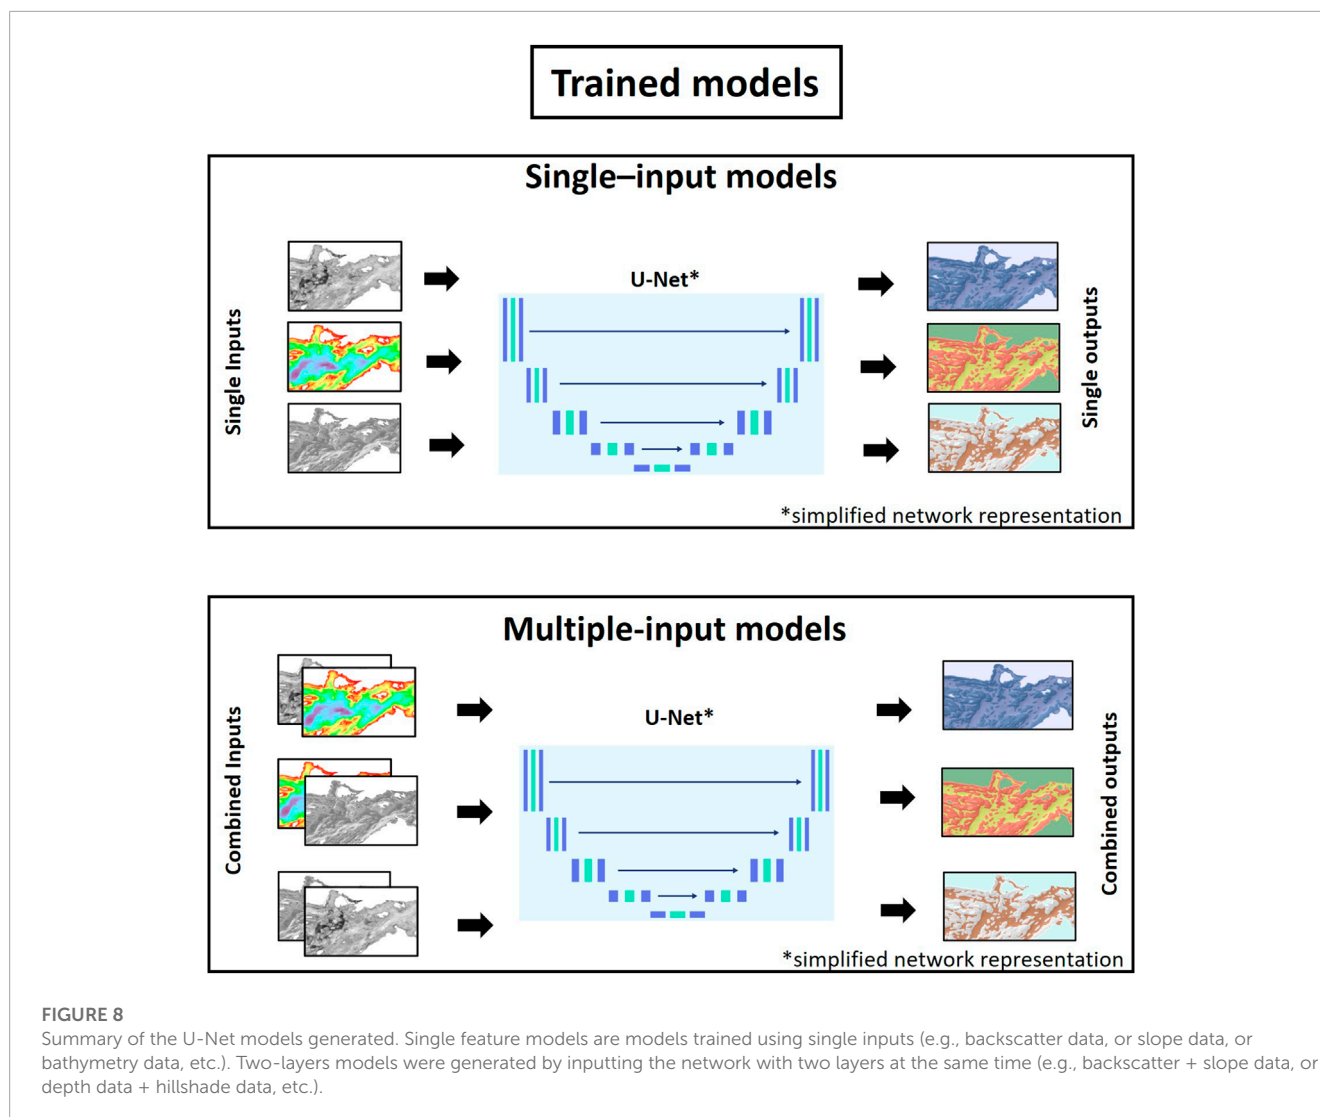 Trained models
Single–input models
Single Inputs
U-Net*
Single outputs
*simplified network representation
Multiple-input models
Combined Inputs
U-Net*
Combined outputs
*simplified network representation
FIGURE 8
Summary of the U-Net models generated. Single feature models are models trained using single inputs (e.g., backscatter data, or slope data, or
bathymetry data, etc.). Two-layers models were generated by inputting the network with two layers at the same time (e.g., backscatter + slope data, or
depth data + hillshade data, etc.).